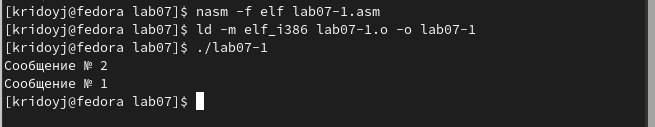 [kridoyj@fedora lab07]$ nasm -f elf lab07-1.asm
[kridoyj@fedora lab07]$ ld -m elf_i386 lab07-1.o -o lab07-1
[kridoyj@fedora lab07]$ ./lab07-1
Сообщение № 2
Сообщение № 1
[kridoyj@fedora lab07]$